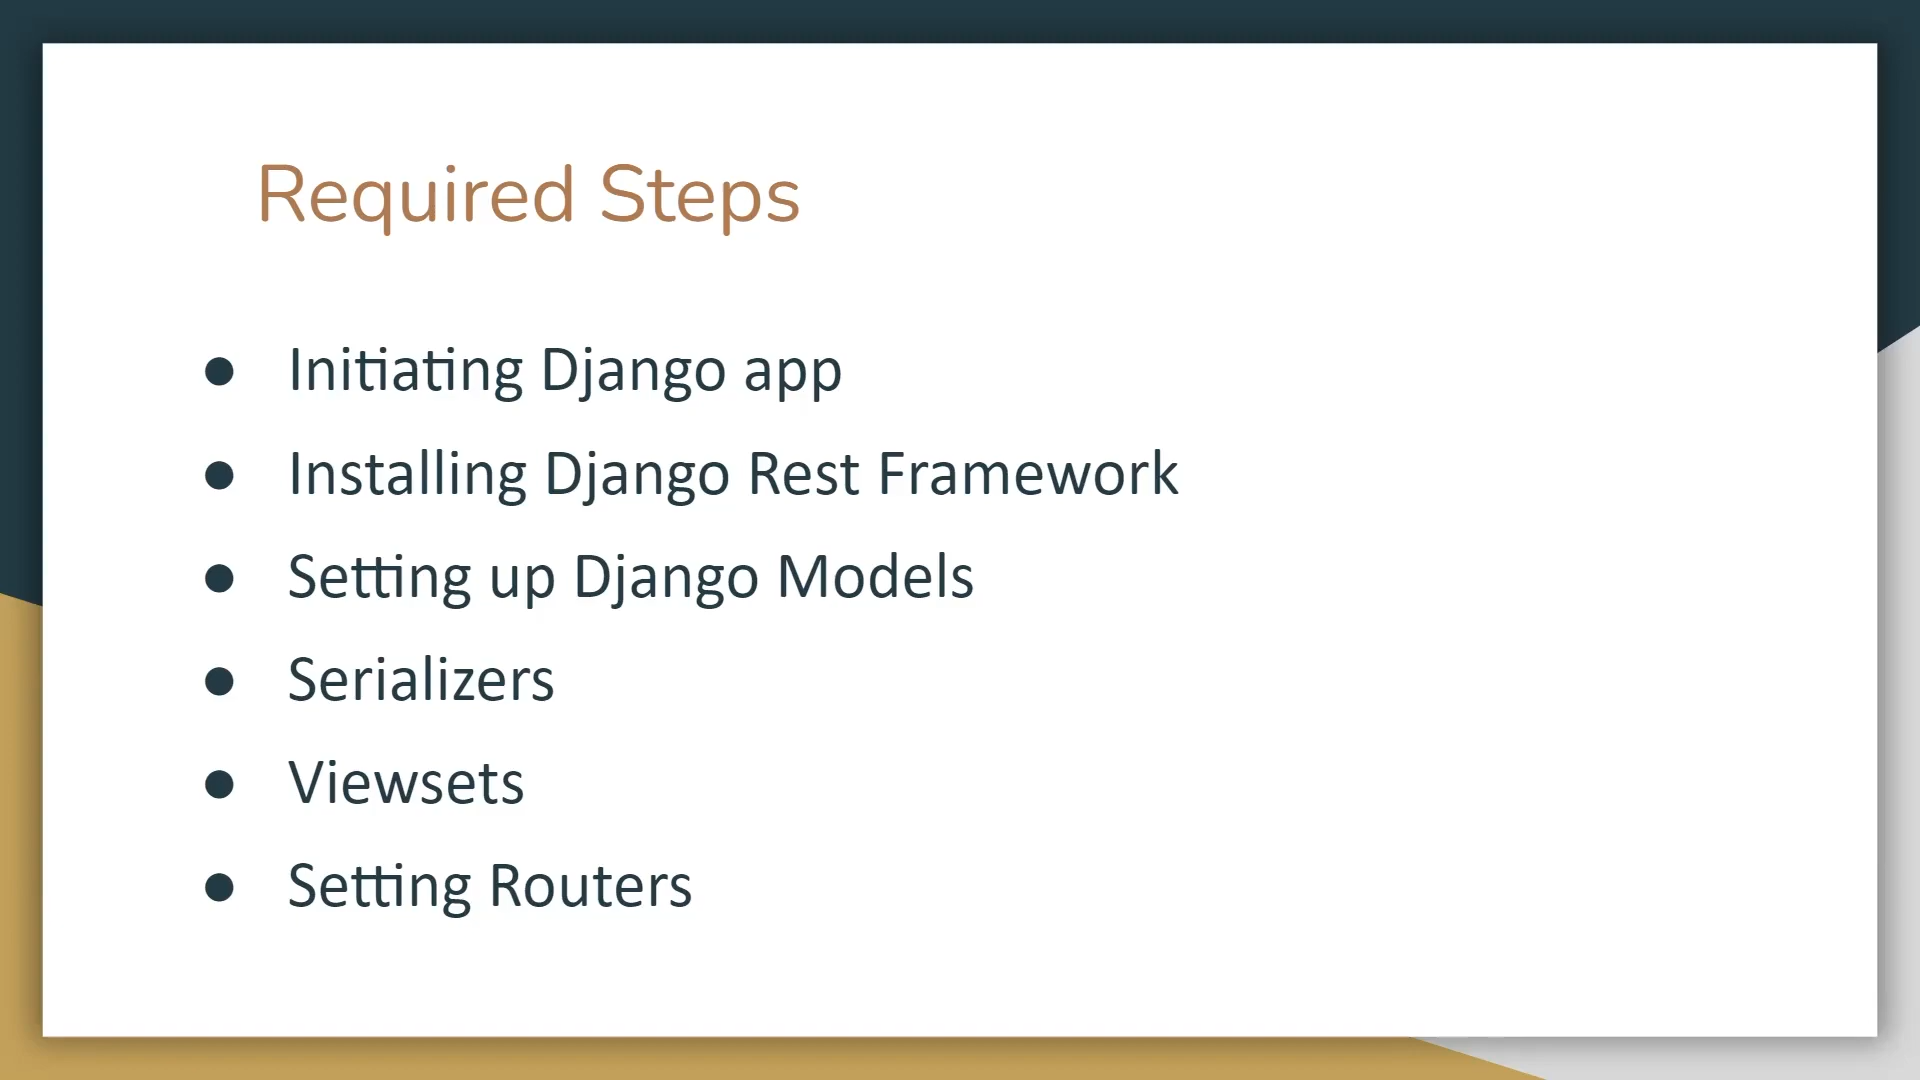 Required Steps
● Initiating Django app
● Installing Django Rest Framework
● Setting up Django Models
● Serializers
● Viewsets
● Setting Routers